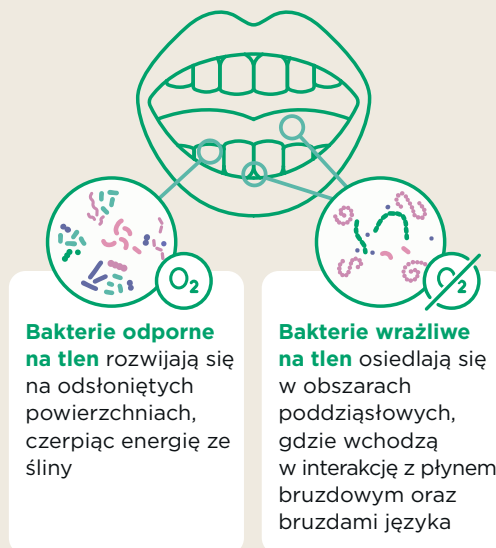 O₂
O₂
Bakterie odporne
na tlen rozwijają się
na odsłoniętych
powierzchniach,
czerpiąc energię ze
śliny
Bakterie wrażliwe
na tlen osiedlają się
w obszarach
poddziąsłowych,
gdzie wchodzą
w interakcję z płynem
bruzdowym oraz
bruzdami języka